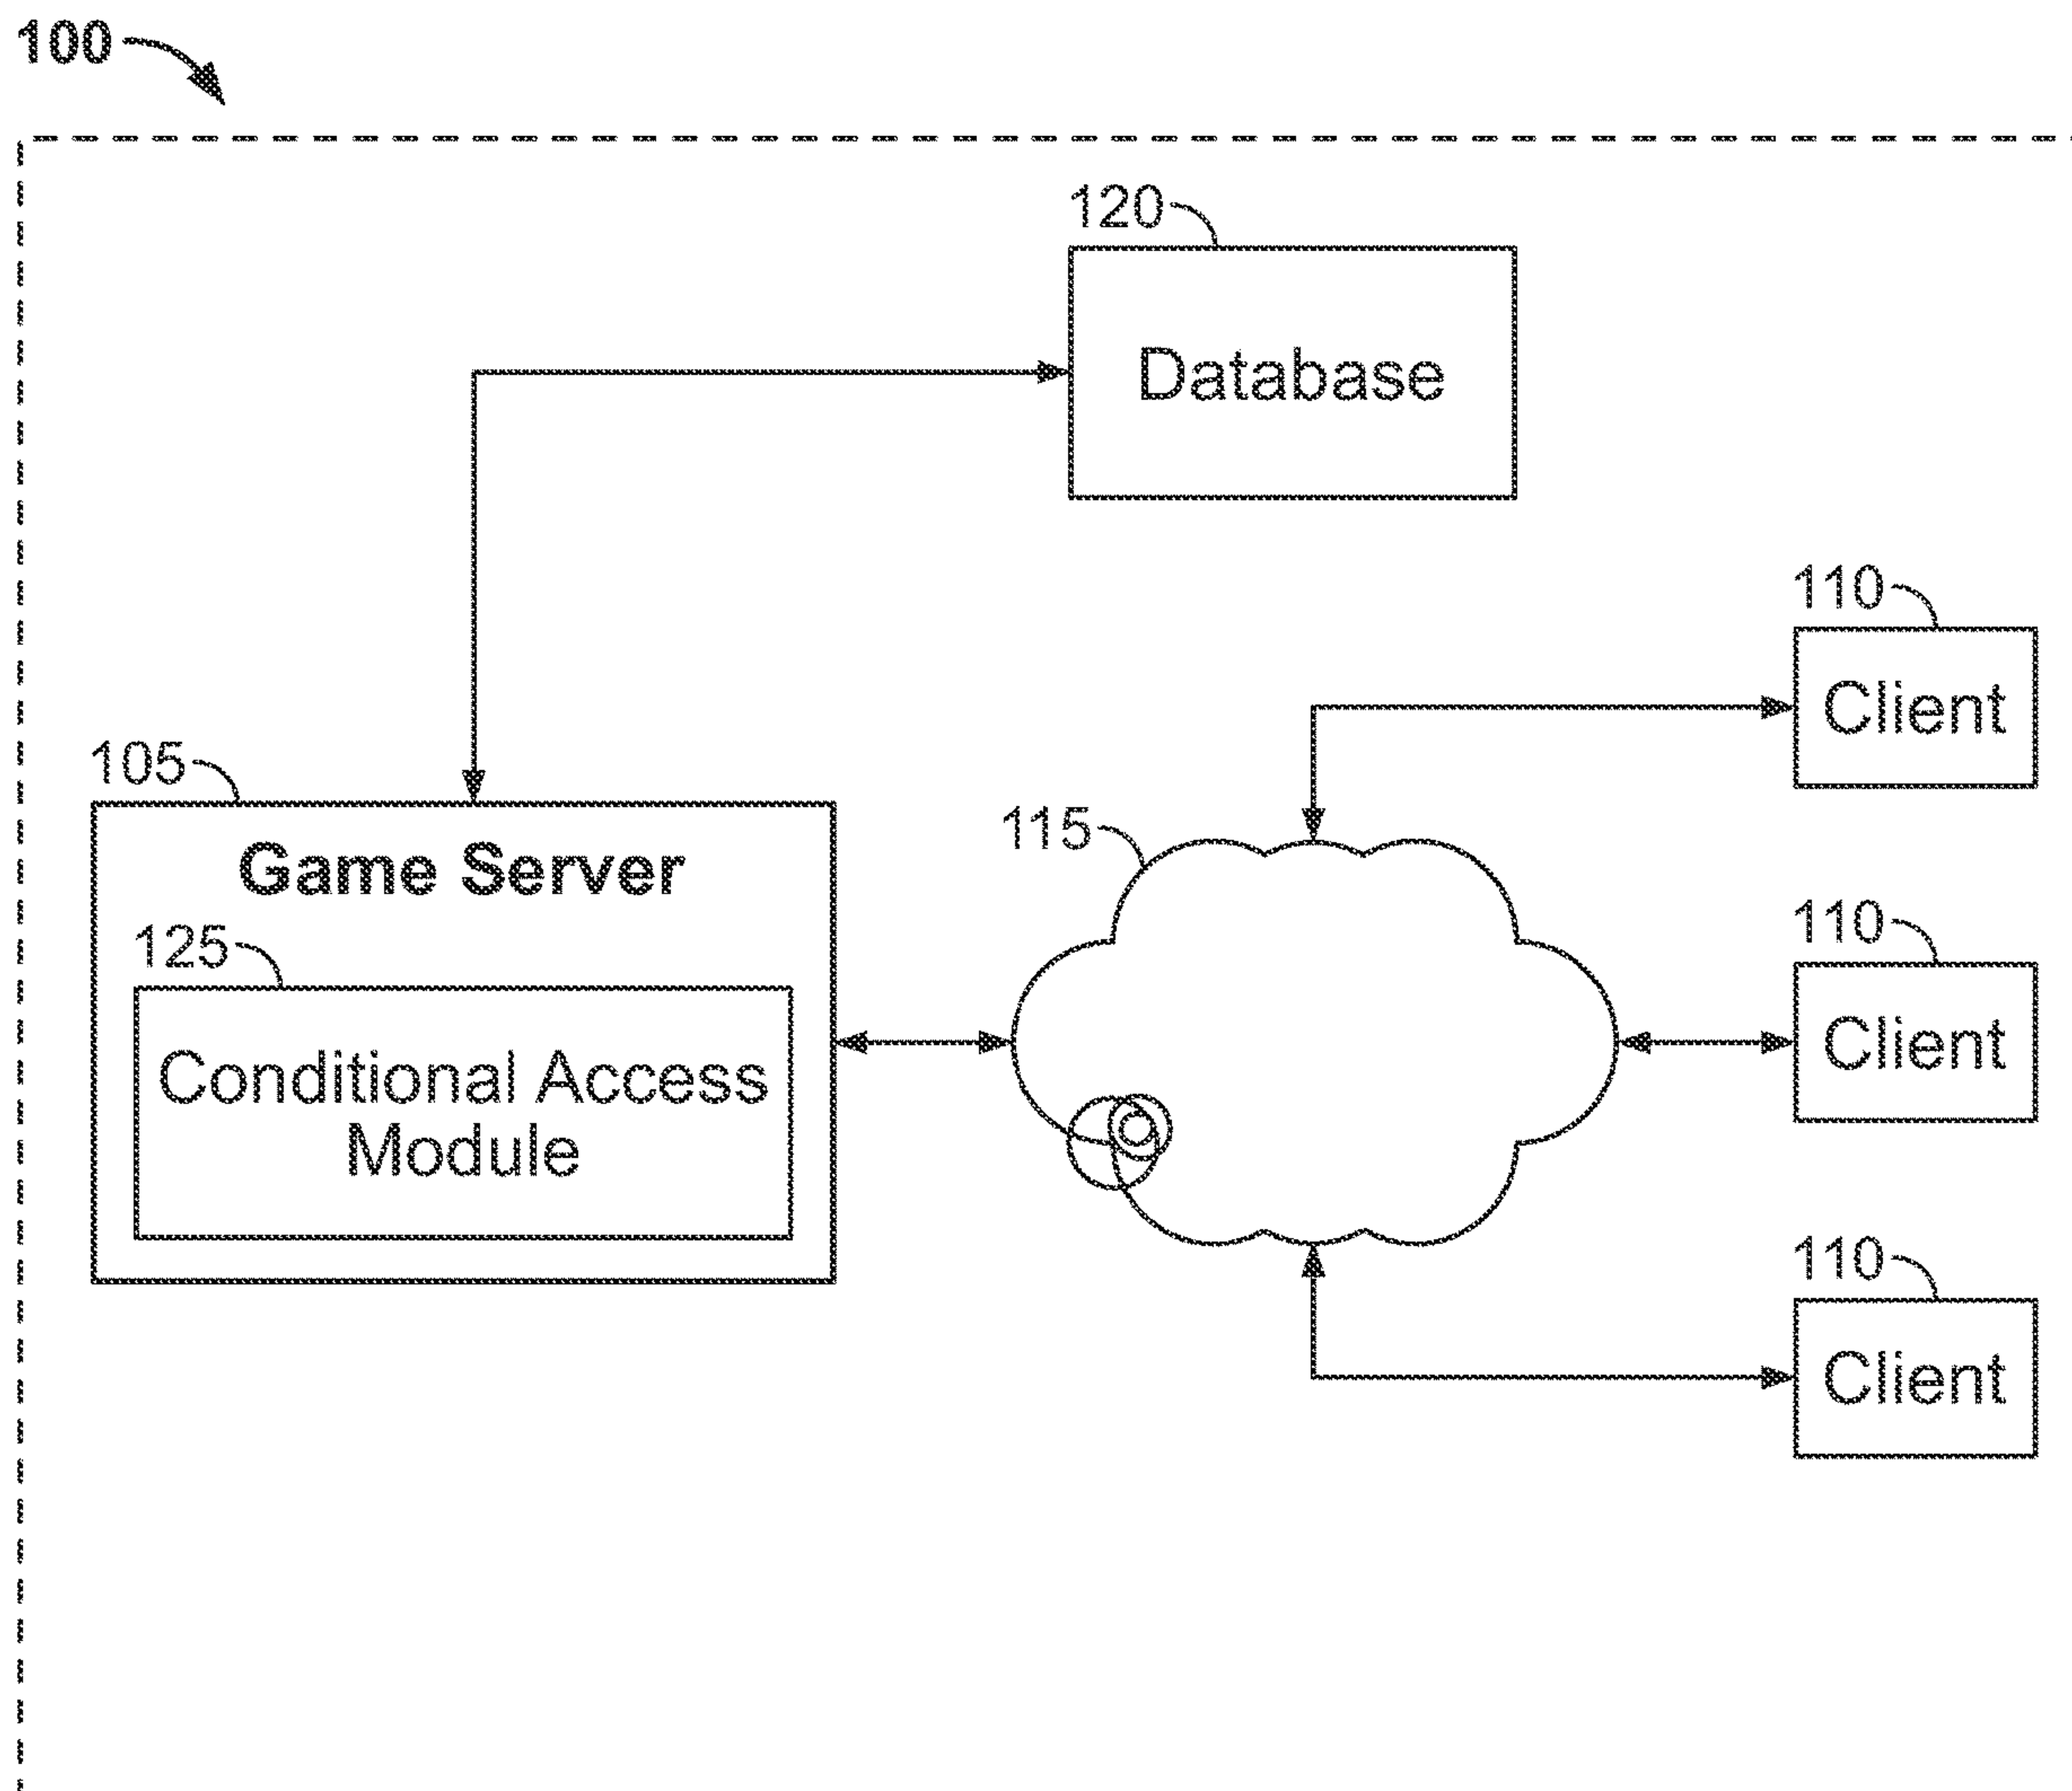 100
120
Database
110
Client
105
Game Server
115
125
Conditional Access
Module
110
Client
110
Client